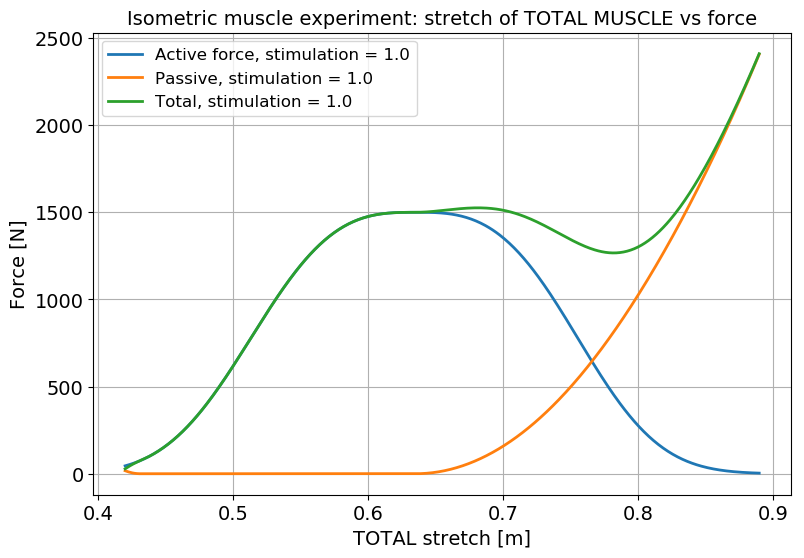 Isometric muscle experiment: stretch of TOTAL MUSCLE vs force
Active force, stimulation = 1.0
Passive, stimulation = 1.0
Total, stimulation = 1.0
Force [N]
2500
2000
1500
1000
500
0
0.4 0.5 0.6 0.7 0.8 0.9
TOTAL stretch [m]